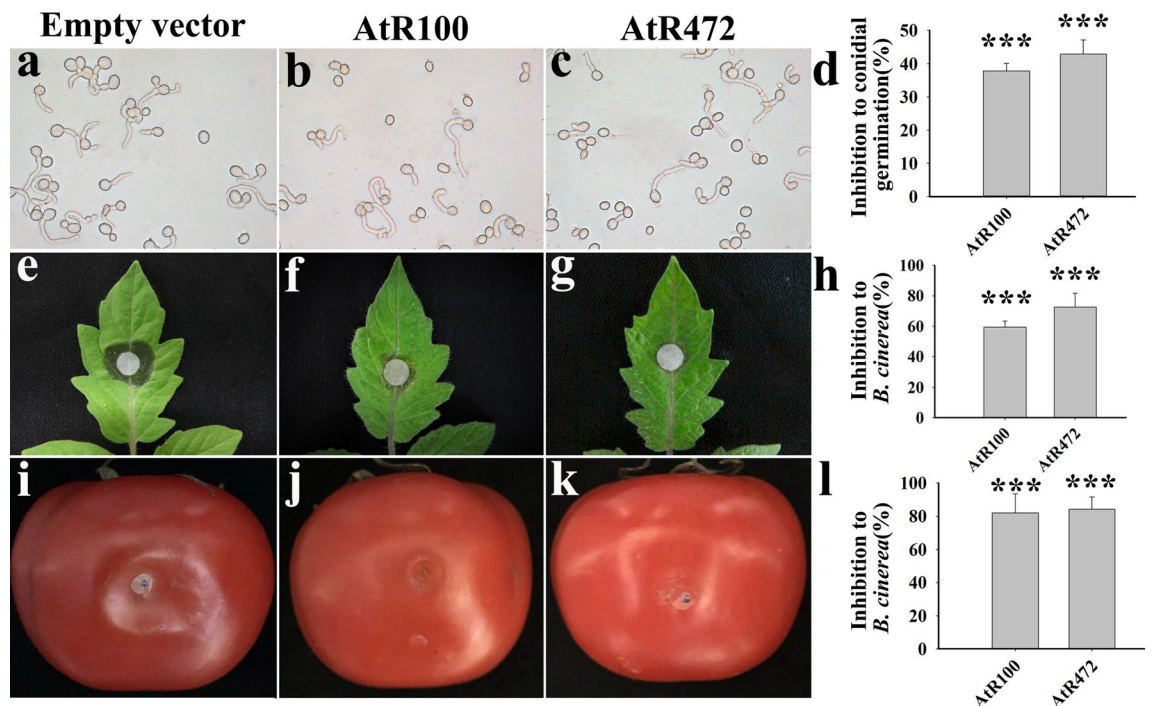 Empty vector AtR100 AtR472
a b c d
Inhibition to conidial
germination(%)
50
40
30
20
10
0
*** ***
AtR100 AtR472
e f g h
Inhibition to
B. cinerea(%)
100
80
60
40
20
0
*** ***
AtR100 AtR472
i j k l
Inhibition to
B. cinerea(%)
100
80
60
40
20
0
*** ***
AtR100 AtR472